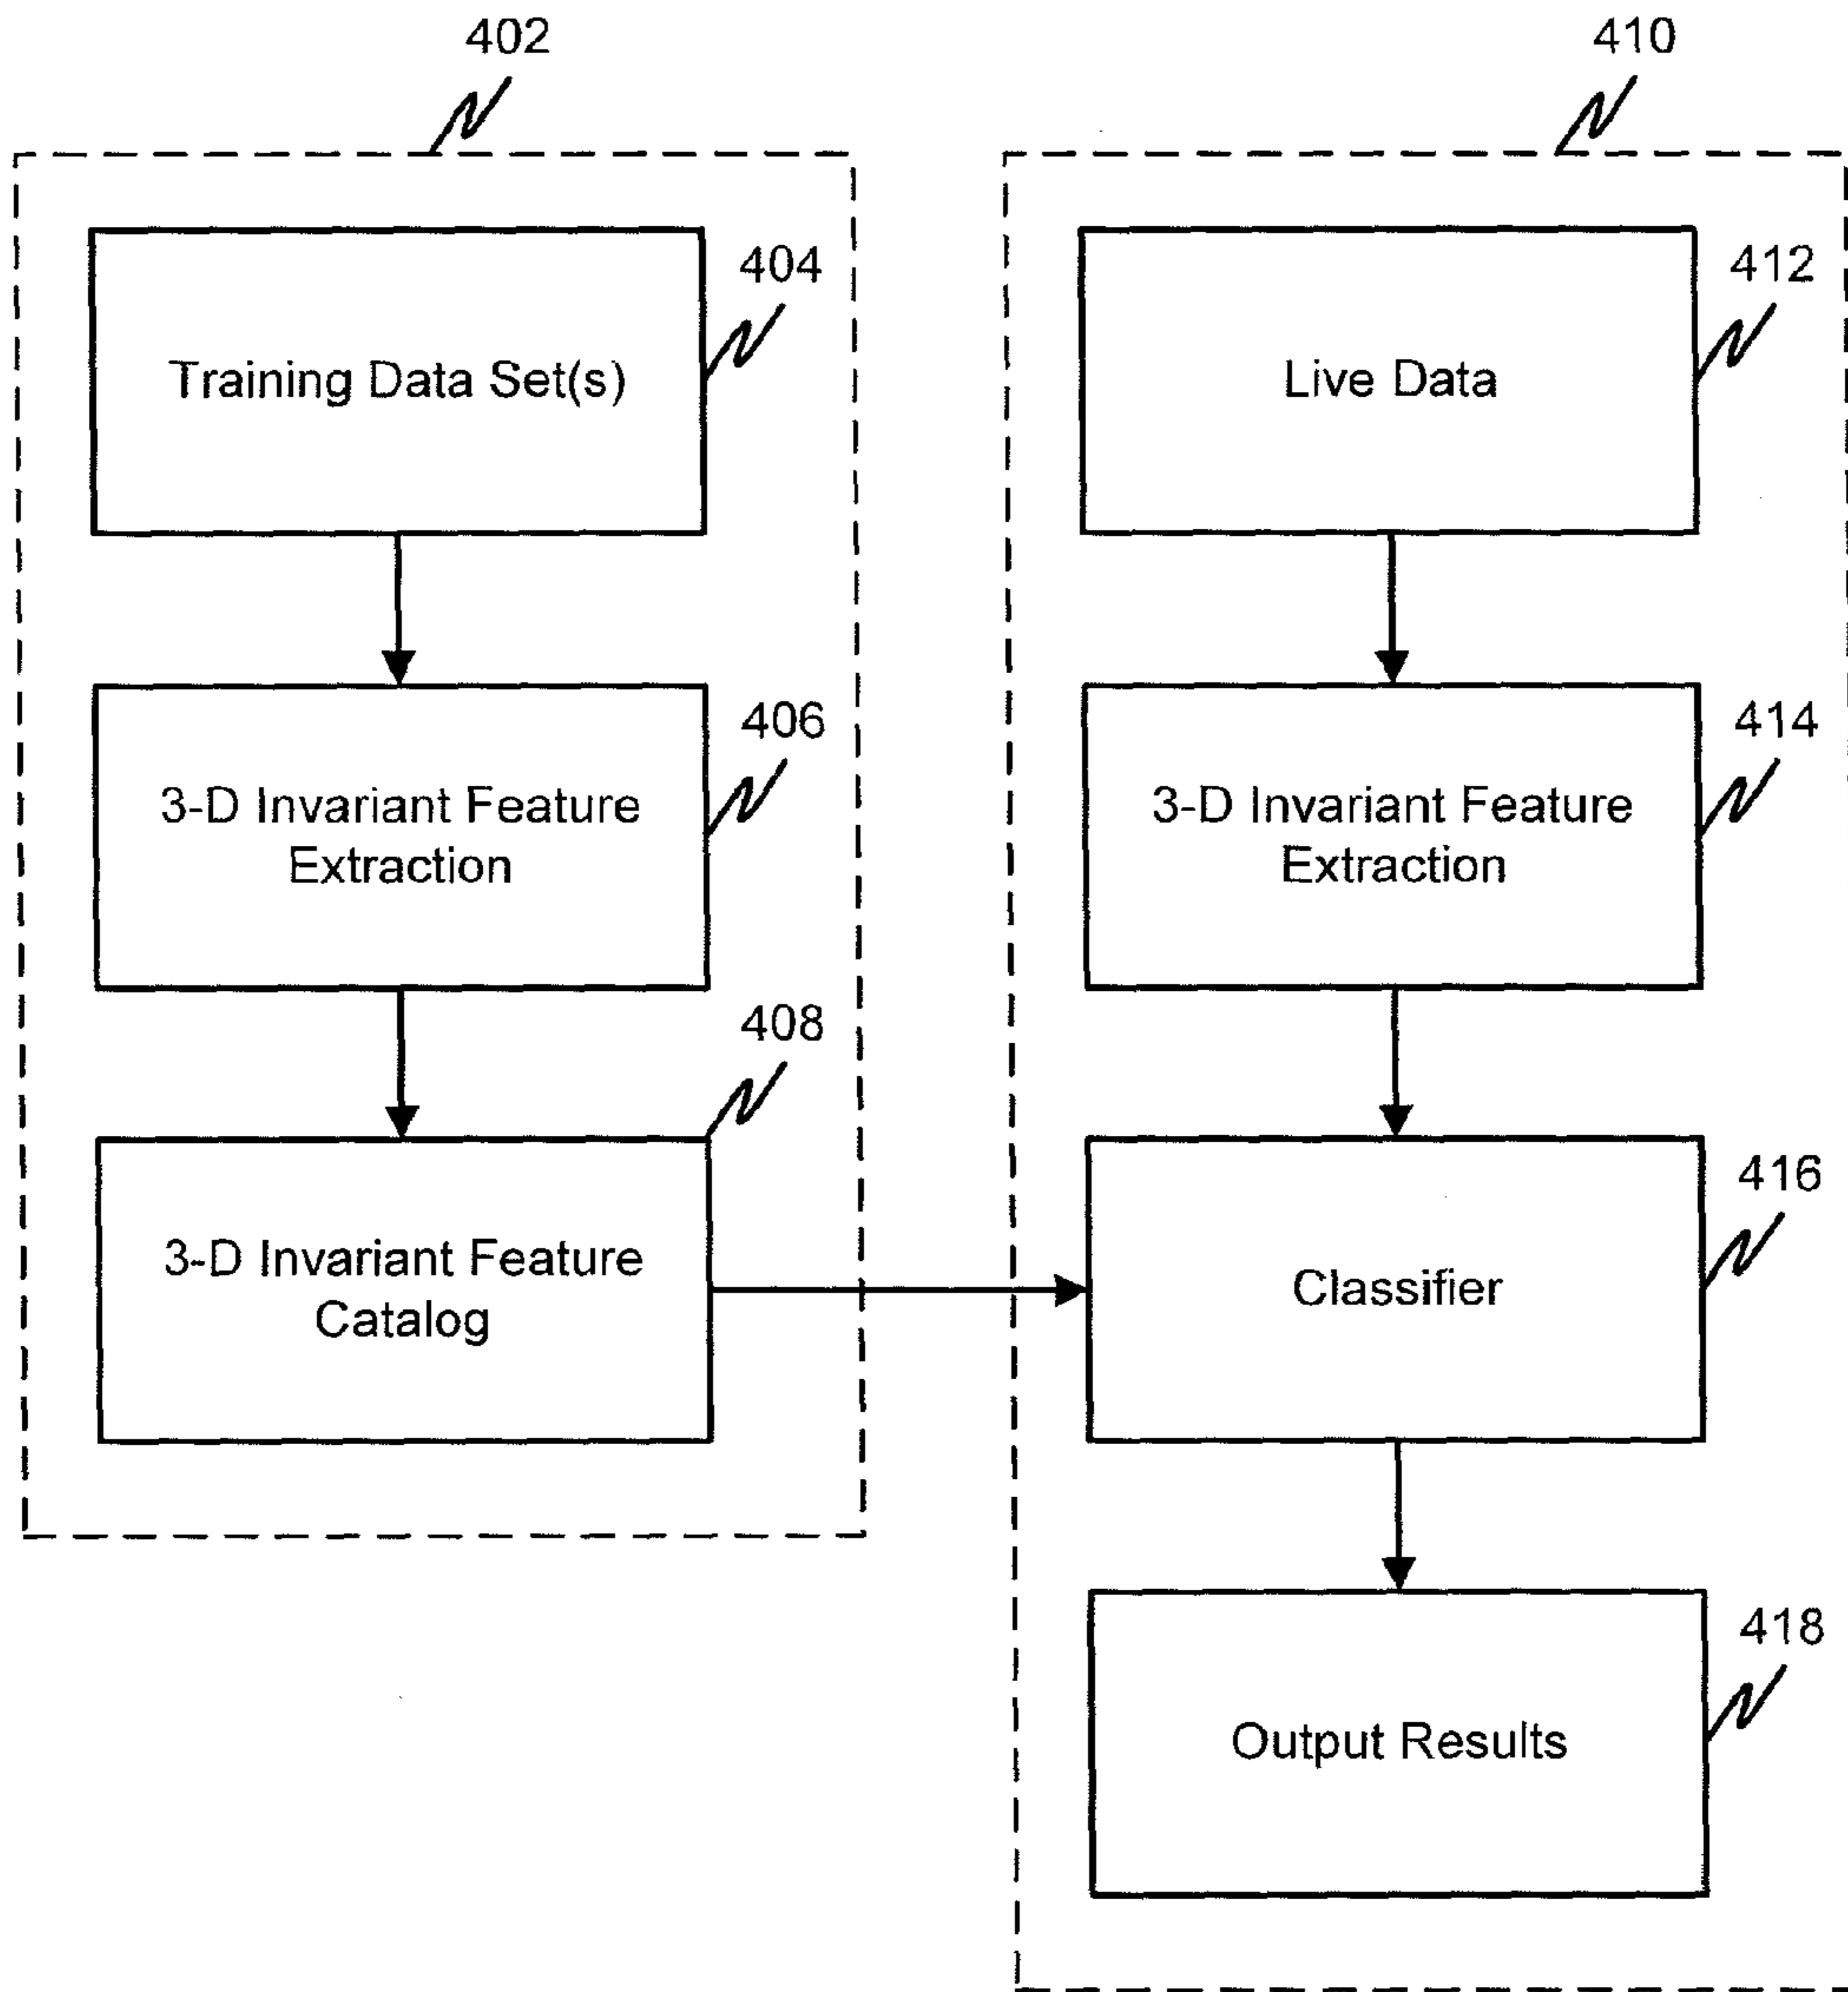 402
410
404
Training Data Set(s)
412
Live Data
406
3-D Invariant Feature
Extraction
414
3-D Invariant Feature
Extraction
408
3-D Invariant Feature
Catalog
416
Classifier
418
Output Results